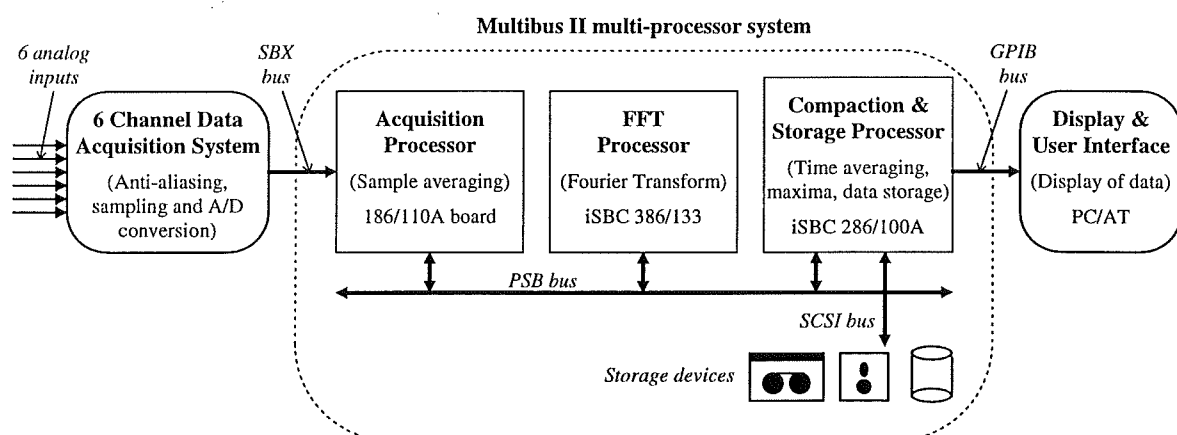 Multibus II multi-processor system
6 analog
inputs
SBX
bus
GPIB
bus
6 Channel Data
Acquisition System
(Anti-aliasing,
sampling and A/D
conversion)
Acquisition
Processor
(Sample averaging)
186/110A board
FFT
Processor
(Fourier Transform)
iSBC 386/133
Compaction &
Storage Processor
(Time averaging,
maxima, data storage)
iSBC 286/100A
Display &
User Interface
(Display of data)
PC/AT
PSB bus
SCSI bus
Storage devices